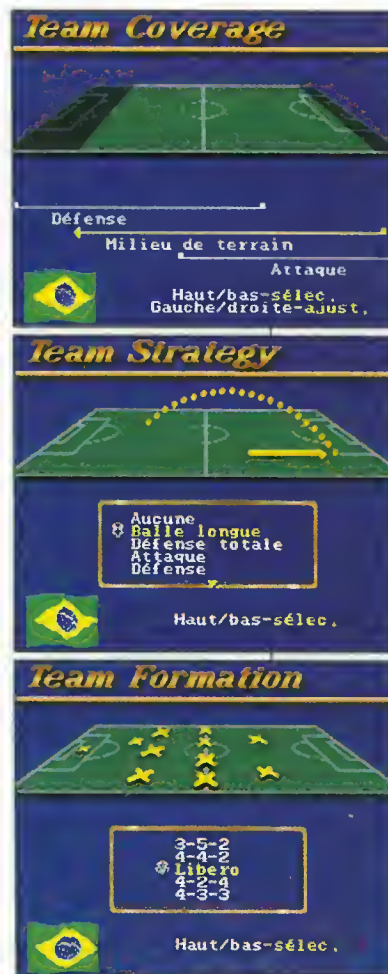 Team Coverage
Défense
Milieu de terrain
Attaque
Haut/bas-sélec.
Gauche/droite-ajust.
Team Strategy
Aucune
Balle longue
Défense totale
Attaque
Défense
Haut/bas-sélec.
Team Formation
3-5-2
4-4-2
Libero
4-2-4
4-3-3
Haut/bas-sélec.